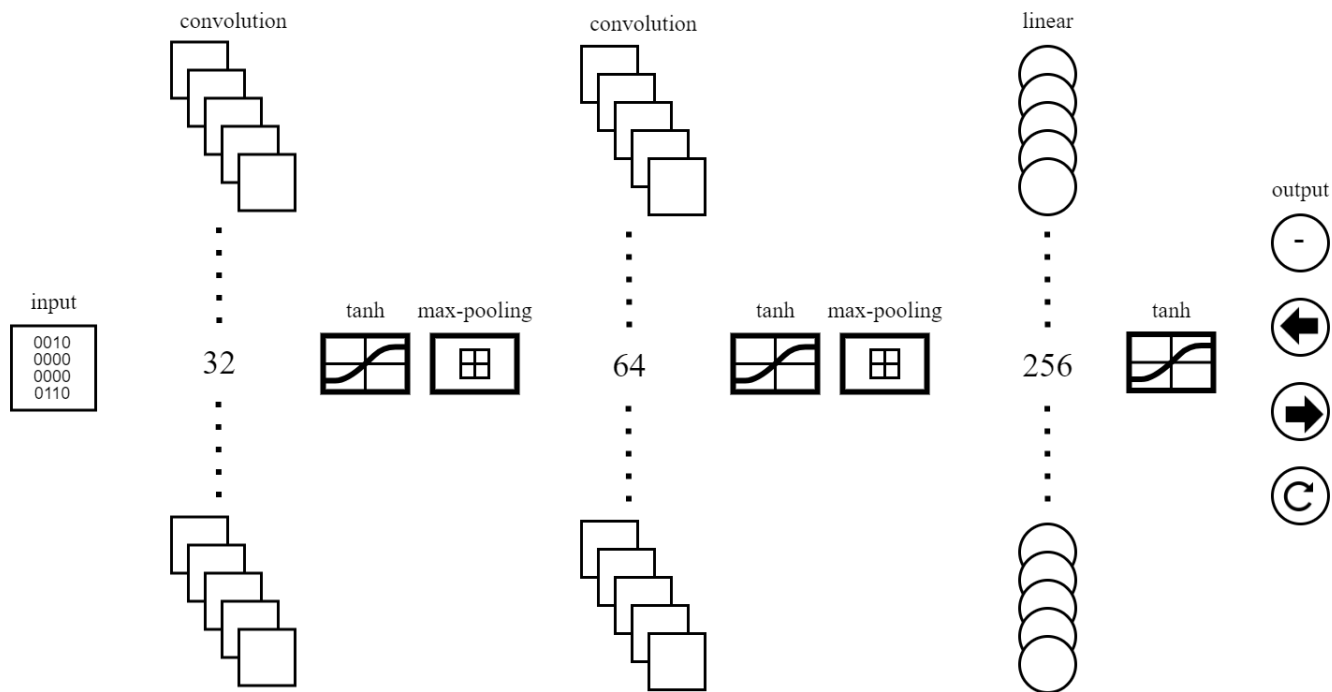 input
0010
0000
0000
0110
convolution
32
tanh
max-pooling
convolution
64
tanh
max-pooling
linear
256
tanh
output
-